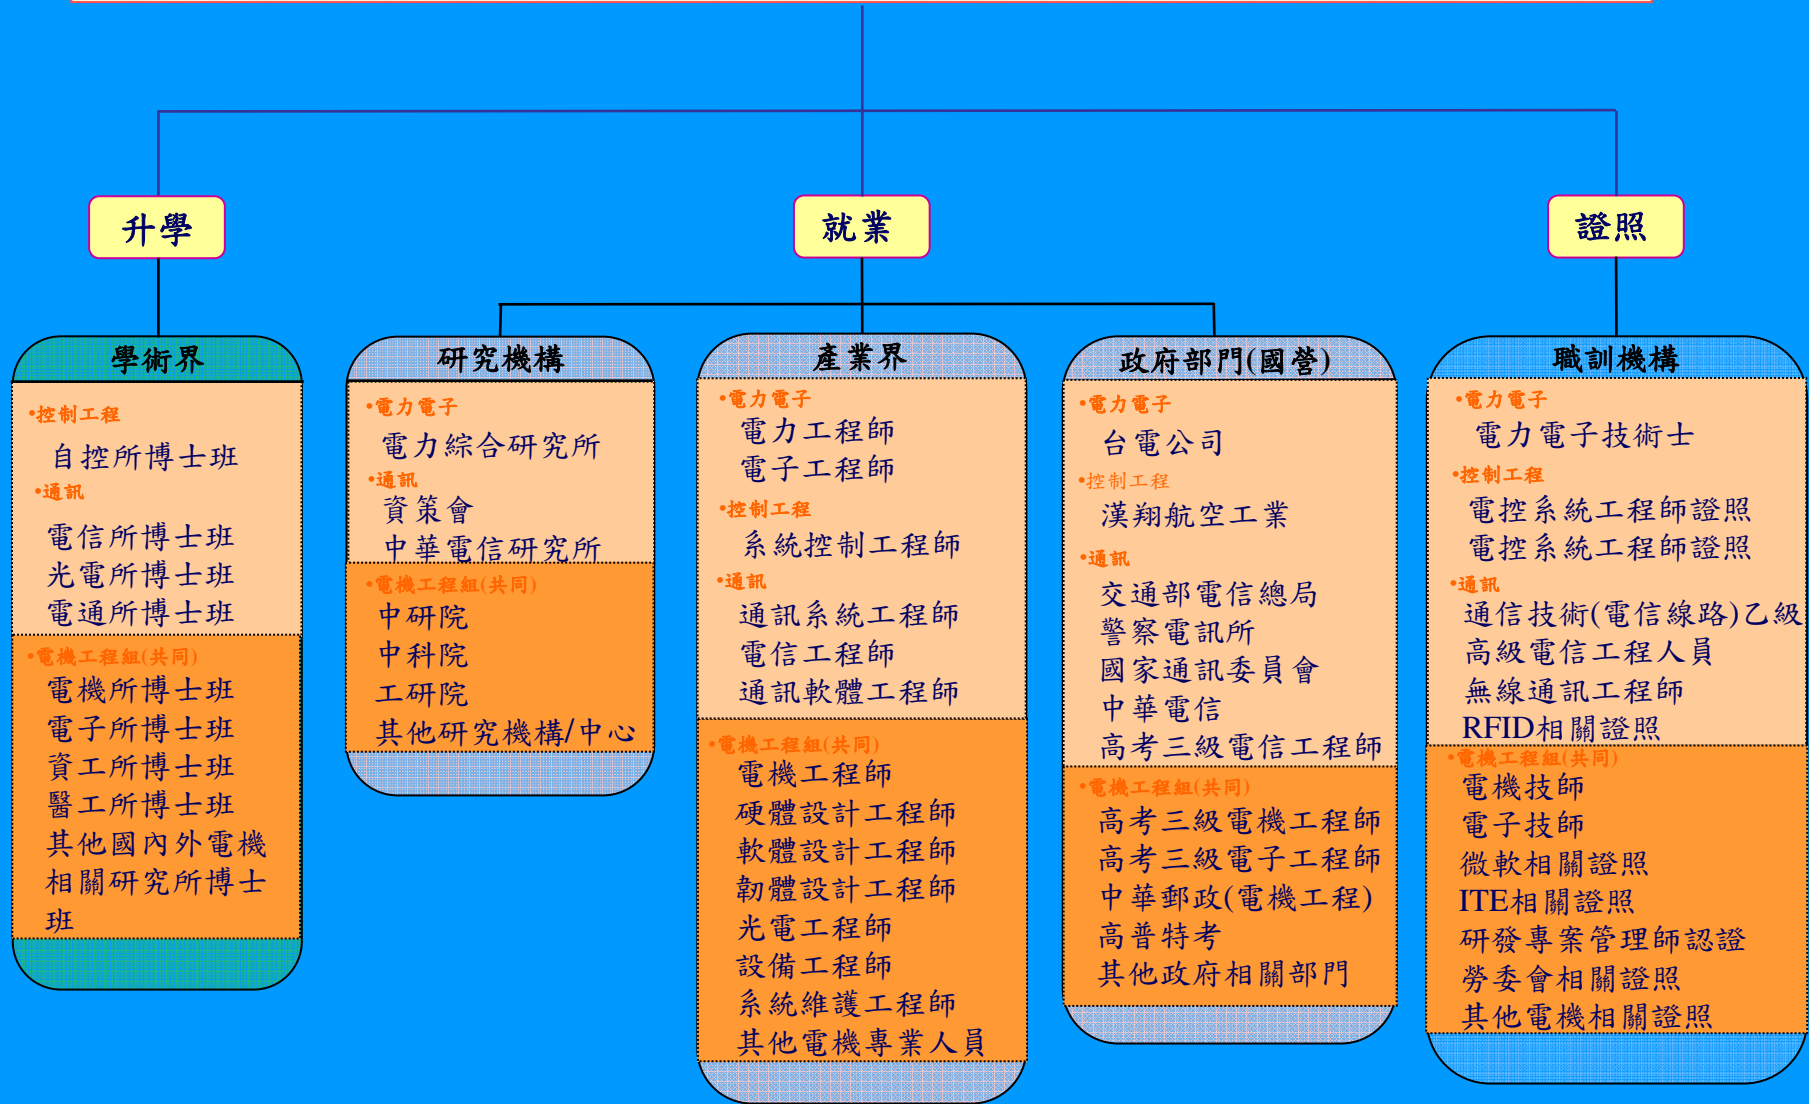 升學
就業
證照
學術界
•控制工程
自控所博士班
•通訊
電信所博士班
光電所博士班
電通所博士班
•電機工程組(共同)
電機所博士班
電子所博士班
資工所博士班
醫工所博士班
其他國內外電機
相關研究所博士
班
研究機構
•電力電子
電力綜合研究所
•通訊
資策會
中華電信研究所
•電機工程組(共同)
中研院
中科院
工研院
其他研究機構/中心
產業界
•電力電子
電力工程師
電子工程師
•控制工程
系統控制工程師
•通訊
通訊系統工程師
電信工程師
通訊軟體工程師
•電機工程組(共同)
電機工程師
硬體設計工程師
軟體設計工程師
韌體設計工程師
光電工程師
設備工程師
系統維護工程師
其他電機專業人員
政府部門(國營)
•電力電子
台電公司
•控制工程
漢翔航空工業
•通訊
交通部電信總局
警察電訊所
國家通訊委員會
中華電信
高考三級電信工程師
•電機工程組(共同)
高考三級電機工程師
高考三級電子工程師
中華郵政(電機工程)
高普特考
其他政府相關部門
職訓機構
•電力電子
電力電子技術士
•控制工程
電控系統工程師證照
電控系統工程師證照
•通訊
通信技術(電信線路)乙級
高級電信工程人員
無線通訊工程師
RFID相關證照
•電機工程組(共同)
電機技師
電子技師
微軟相關證照
ITE相關證照
研發專案管理師認證
勞委會相關證照
其他電機相關證照